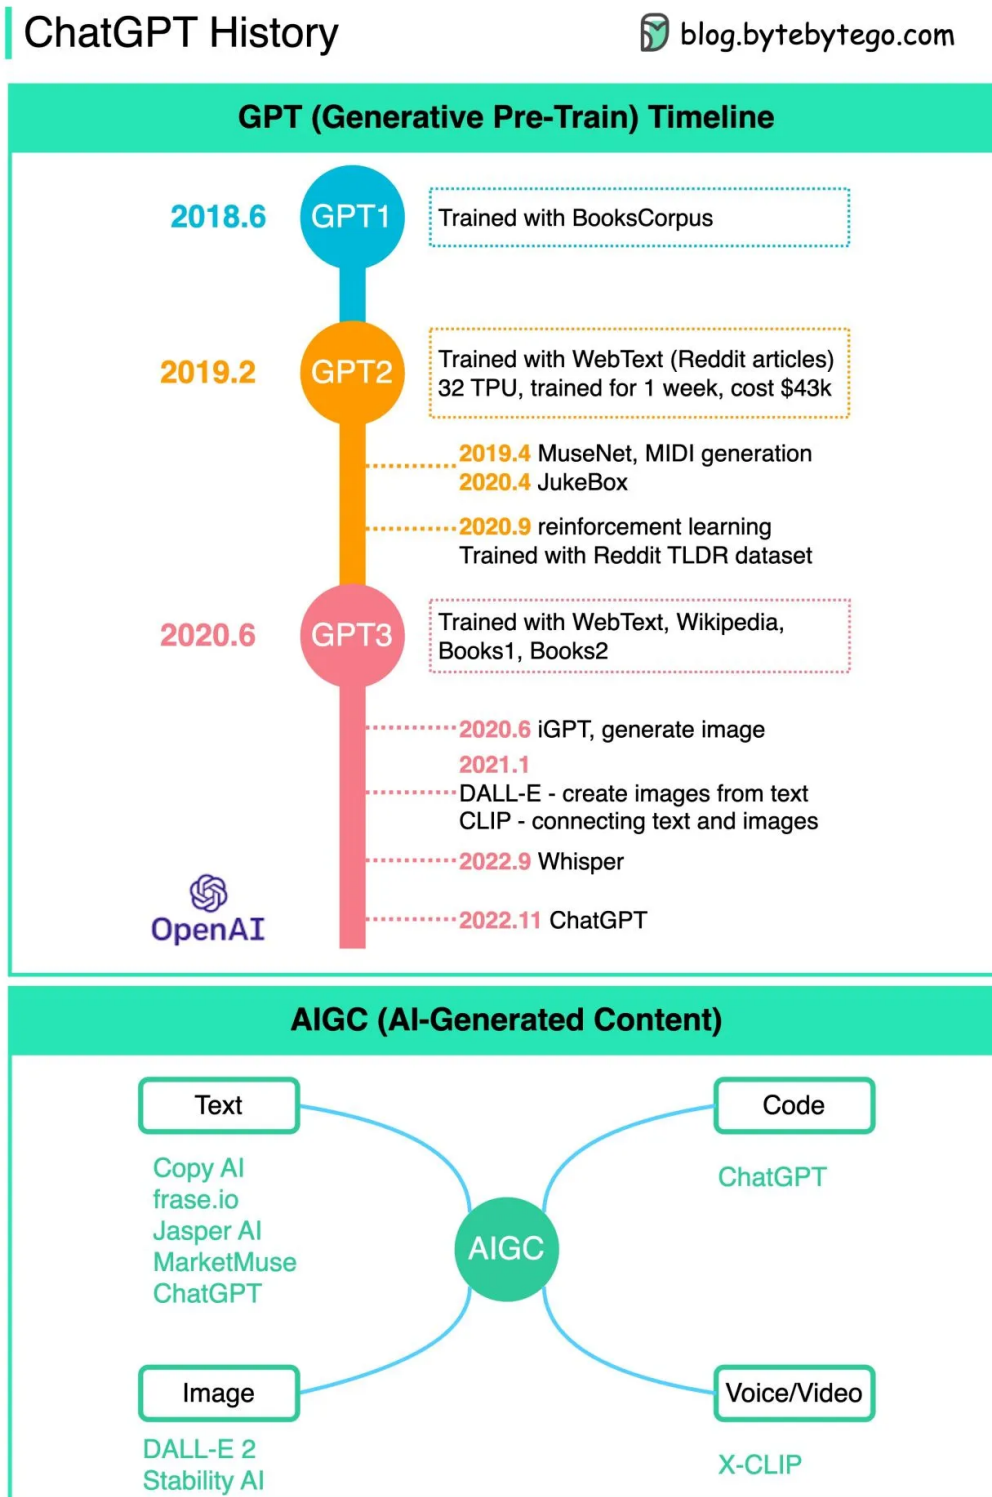 ChatGPT History
blog.bytebytego.com
GPT (Generative Pre-Train) Timeline
2018.6
GPT1
Trained with BooksCorpus
2019.2
GPT2
Trained with WebText (Reddit articles)
32 TPU, trained for 1 week, cost $43k
2019.4 MuseNet, MIDI generation
2020.4 JukeBox
2020.9 reinforcement learning
Trained with Reddit TLDR dataset
2020.6
GPT3
Trained with WebText, Wikipedia,
Books1, Books2
2020.6 iGPT, generate image
2021.1
DALL-E - create images from text
CLIP - connecting text and images
2022.9 Whisper
2022.11 ChatGPT
OpenAI
AIGC (AI-Generated Content)
Text
Copy AI
frase.io
Jasper AI
MarketMuse
ChatGPT
Code
ChatGPT
AIGC
Image
DALL-E 2
Stability AI
Voice/Video
X-CLIP